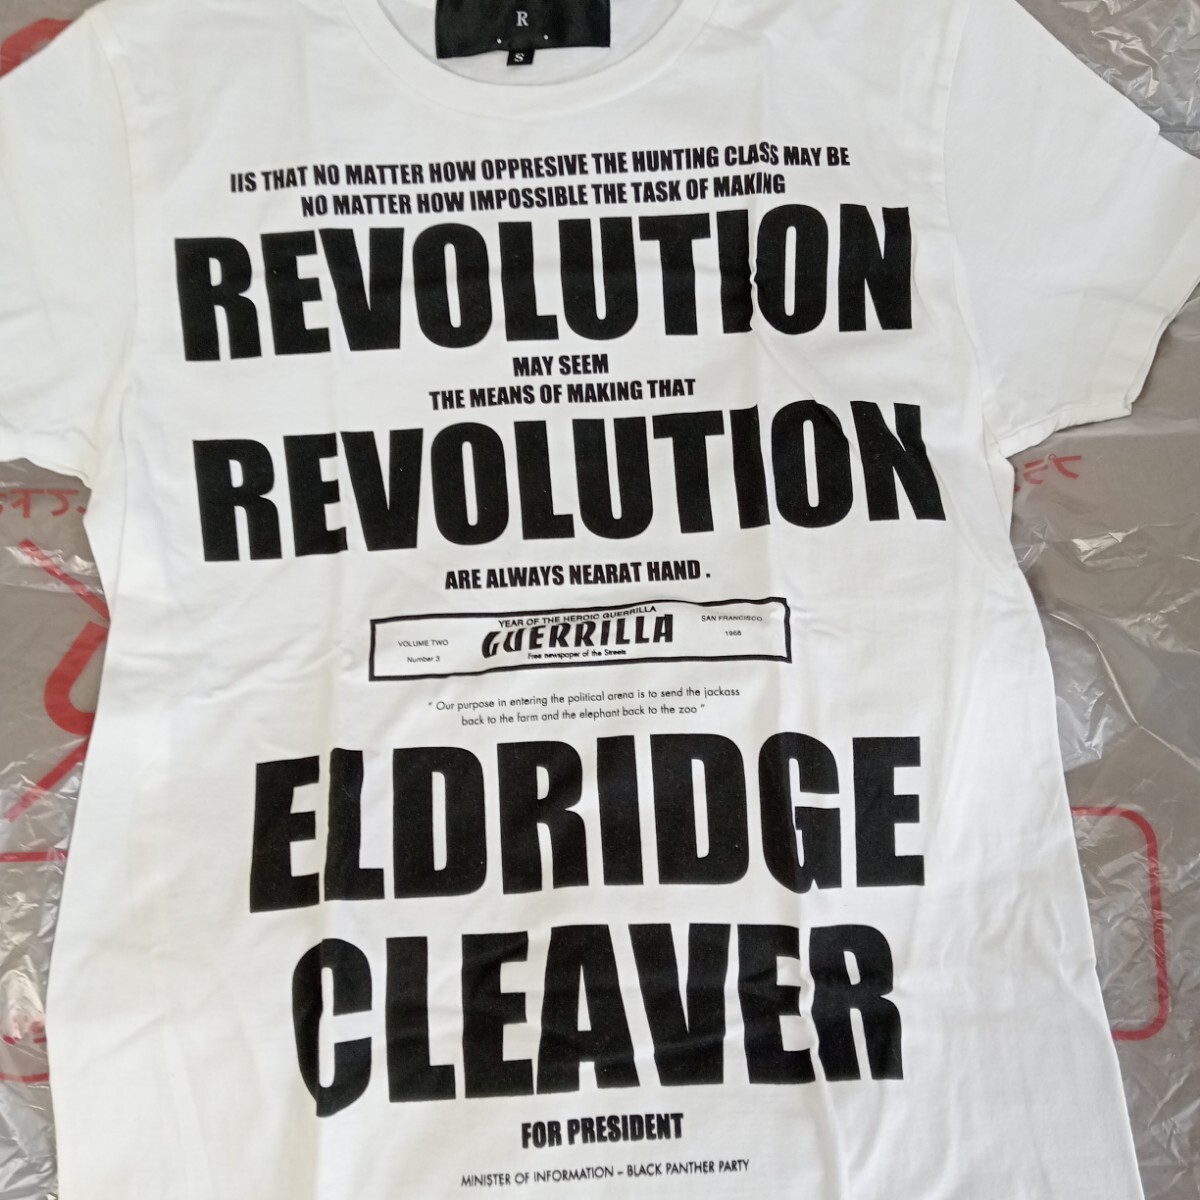 R
S
IIS THAT NO MATTER HOW OPPRESIVE THE HUNTING CLASS MAY BE
NO MATTER HOW IMPOSSIBLE THE TASK OF MAKING
REVOLUTION
MAY SEEM
THE MEANS OF MAKING THAT
REVOLUTION
ARE ALWAYS NEARAT HAND .
YEAR OF THE HEROIC GUERRILLA
VOLUME TWO GUERRILLA SAN FRANCISCO
Number 3 Free newspaper of the Streets 1968
" Our purpose in entering the political arena is to send the jackass
back to the farm and the elephant back to the zoo "
ELDRIDGE
CLEAVER
FOR PRESIDENT
MINISTER OF INFORMATION – BLACK PANTHER PARTY